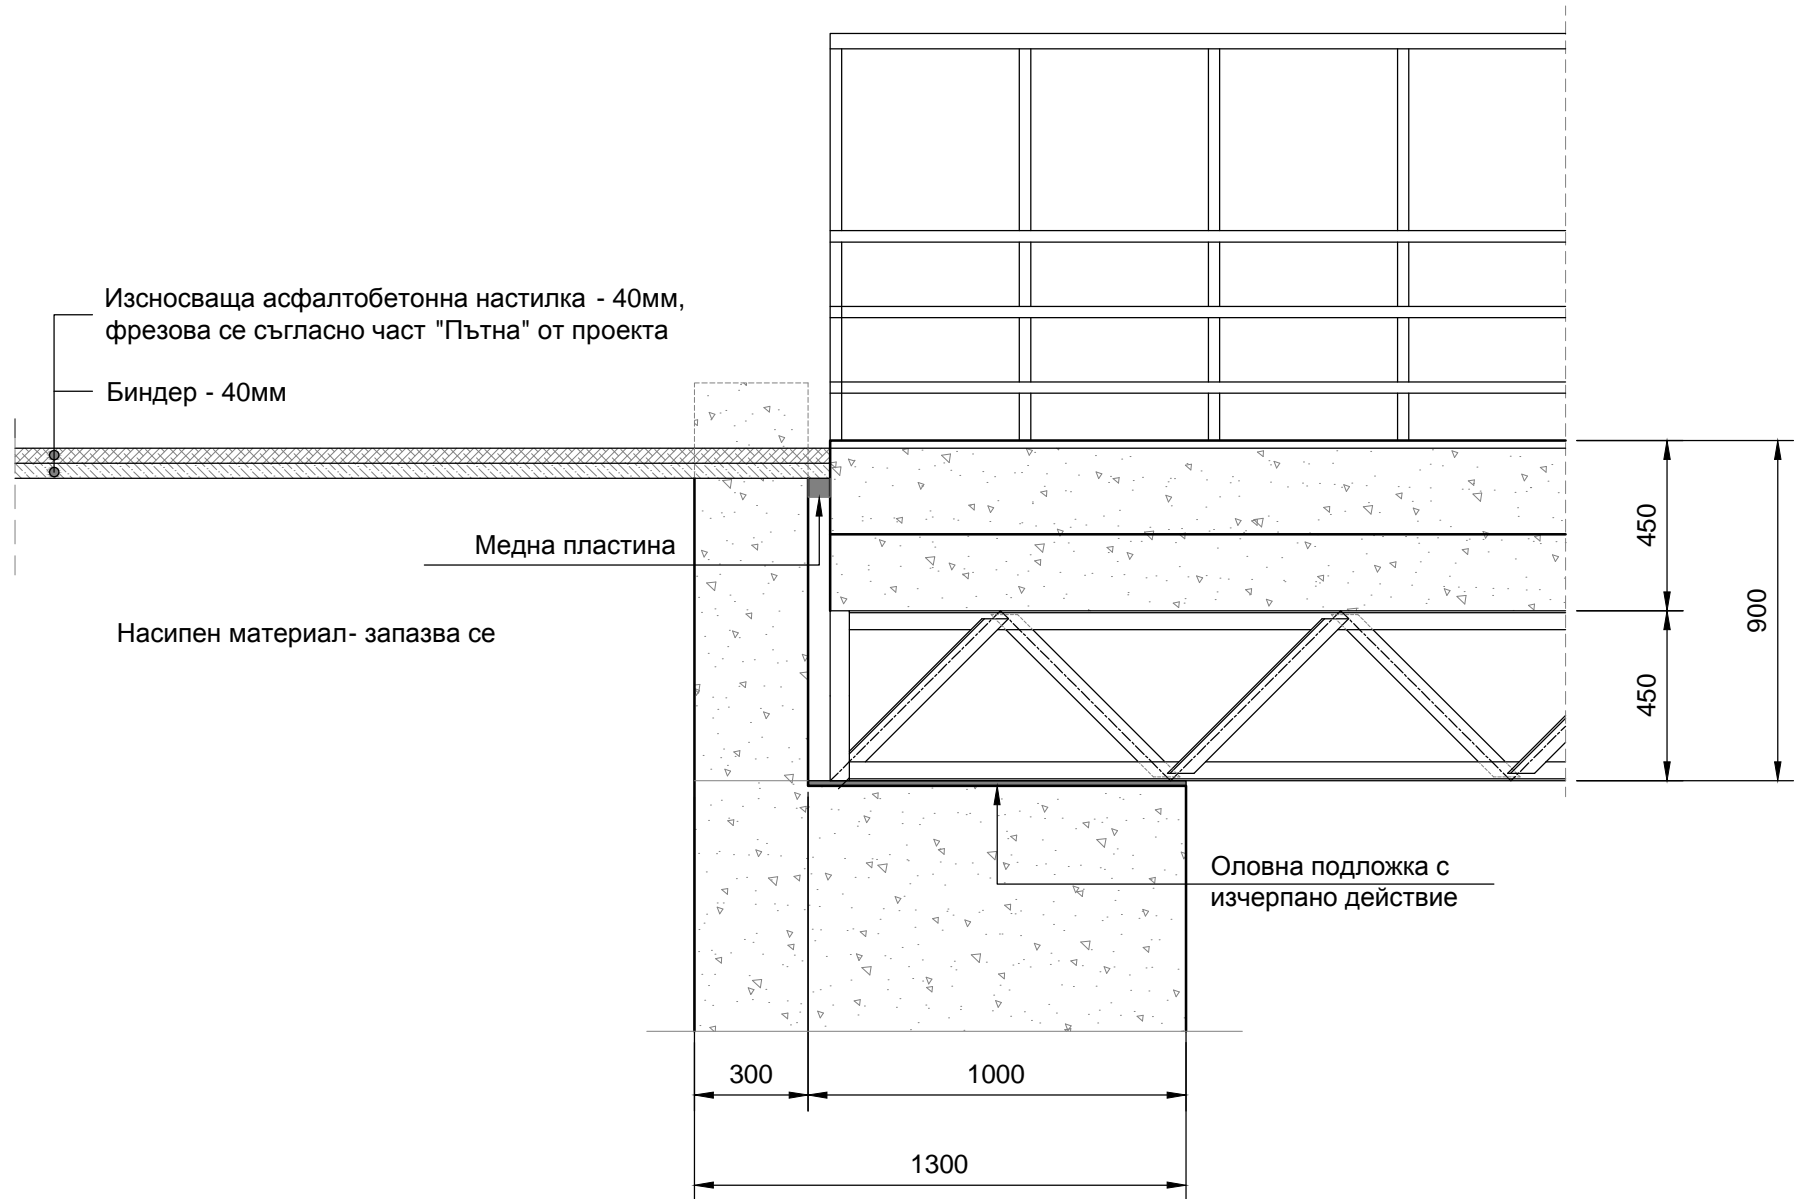 Изсносваща асфалтобетонна настилка - 40мм,
фрезова се съгласно част "Пътна" от проекта
Биндер - 40мм
Медна пластина
Насипен материал- запазва се
450
900
450
Оловна подложка с
изчерпано действие
300
1000
1300